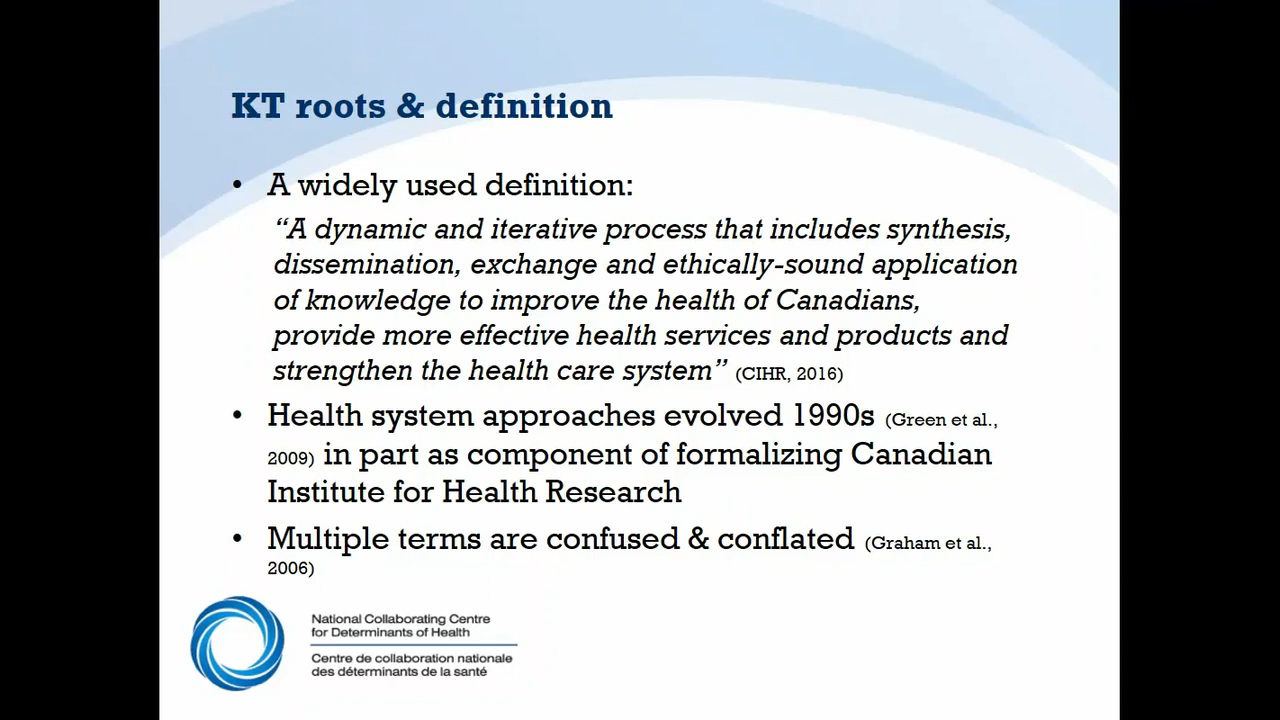 KT roots & definition
• A widely used definition:
“A dynamic and iterative process that includes synthesis,
dissemination, exchange and ethically-sound application
of knowledge to improve the health of Canadians,
provide more effective health services and products and
strengthen the health care system” (CIHR, 2016)
• Health system approaches evolved 1990s (Green et al.,
2009) in part as component of formalizing Canadian
Institute for Health Research
• Multiple terms are confused & conflated (Graham et al.,
2006)
National Collaborating Centre
for Determinants of Health
Centre de collaboration nationale
des déterminants de la santé